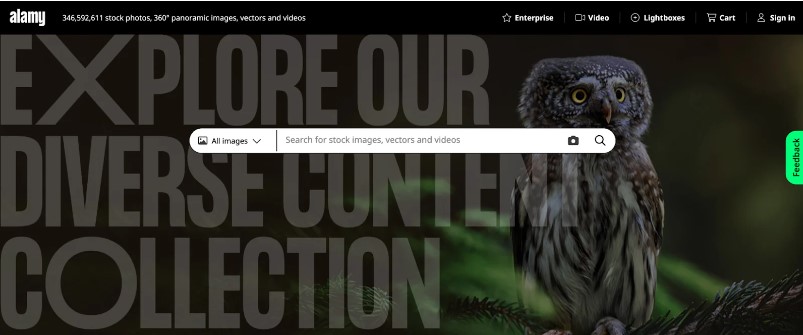 alamy
346,592,611 stock photos, 360° panoramic images, vectors and videos
Enterprise
Video
Lightboxes
Cart
Sign in
EXPLORE OUR
All images
Search for stock images, vectors and videos
Feedback
DIVERSE CONTENT
COLLECTION